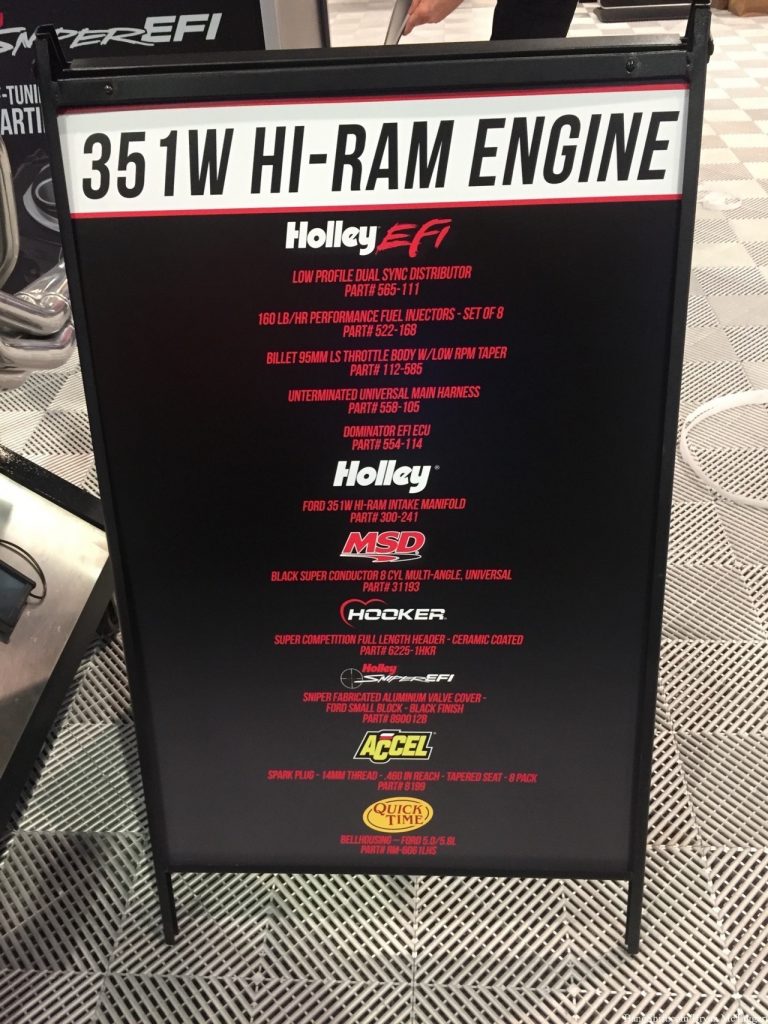 SNIPER EFI
F-TUNI
ARTI
351W HI-RAM ENGINE
Holley EFI
LOW PROFILE DUAL SYNC DISTRIBUTOR
PART# 565-111
160 LB/HR PERFORMANCE FUEL INJECTORS - SET OF 8
PART# 522-168
BILLET 95MM LS THROTTLE BODY W/LOW RPM TAPER
PART# 112-585
UNTERMINATED UNIVERSAL MAIN HARNESS
PART# 558-105
DOMINATOR EFI ECU
PART# 554-114
Holley®
FORD 351W HI-RAM INTAKE MANIFOLD
PART# 300-241
MSD
BLACK SUPER CONDUCTOR 8 CYL MULTI-ANGLE, UNIVERSAL
PART# 31193
HOOKER
SUPER COMPETITION FULL LENGTH HEADER - CERAMIC COATED
PART# 6225-1HKR
Holley
SNIPER EFI
SNIPER FABRICATED ALUMINUM VALVE COVER -
FORD SMALL BLOCK - BLACK FINISH
PART# 890012B
ACCEL
SPARK PLUG - 14MM THREAD - .460 IN REACH - TAPERED SEAT - 8 PACK
PART# 8199
QUICK
TIME
BELLHOUSING – FORD 5.0/5.8L
PART# RM-6061LHS